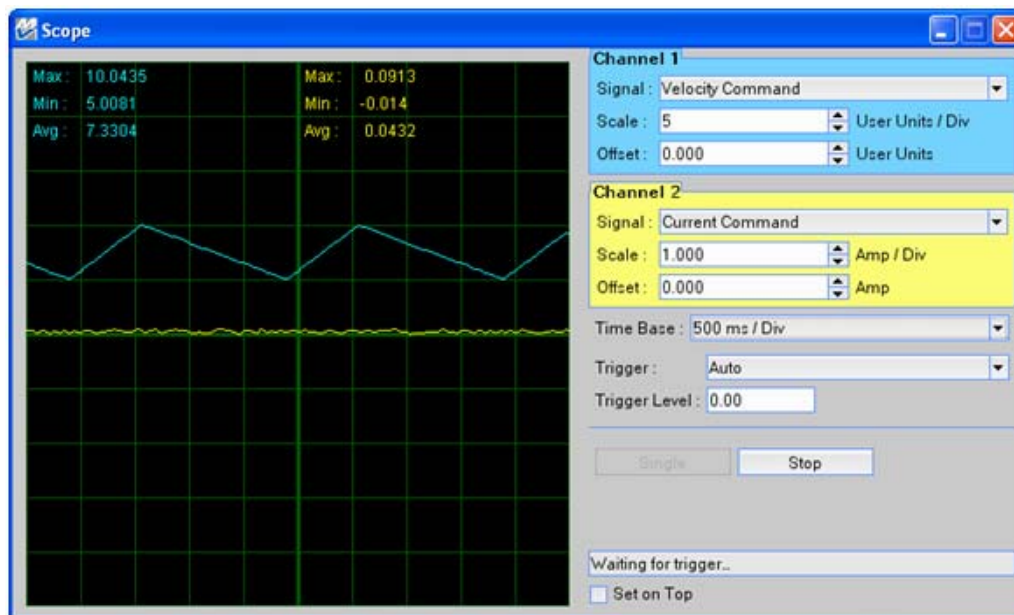 Scope
Max : 10.0435
Min : 5.0081
Avg : 7.3304
Max : 0.0913
Min : -0.014
Avg : 0.0432
Channel 1
Signal : Velocity Command
Scale : 5 User Units / Div
Offset : 0.000 User Units
Channel 2
Signal : Current Command
Scale : 1.000 Amp / Div
Offset : 0.000 Amp
Time Base : 500 ms / Div
Trigger : Auto
Trigger Level : 0.00
Single Stop
Waiting for trigger...
Set on Top